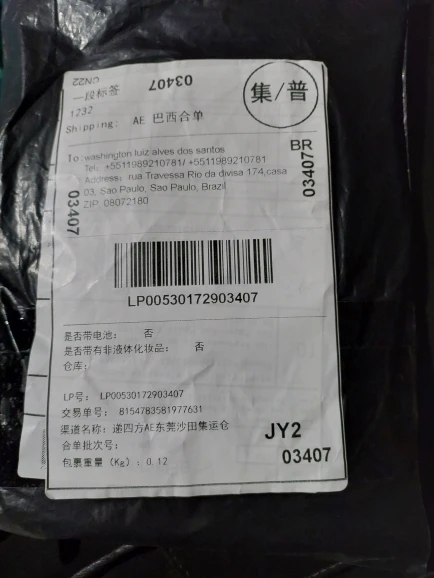 CN22
03407
一段标签
1232
集/普
Shipping: AE 巴西合单
To: washington luiz alves dos santos
Tel: +5511989210781/ +5511989210781
Address: rua Travessa Rio da divisa 174,casa
03, Sao Paulo, Sao Paulo, Brazil
ZIP: 08072180
BR
03407
03407
LP00530172903407
是否带电池: 否
是否带有非液体化妆品: 否
仓库:
LP号: LP00530172903407
交易单号: 8154783581977631
渠道名称: 递四方AE东莞沙田集运仓
合单批次号:
包裹重量(Kg): 0.12
JY2
03407